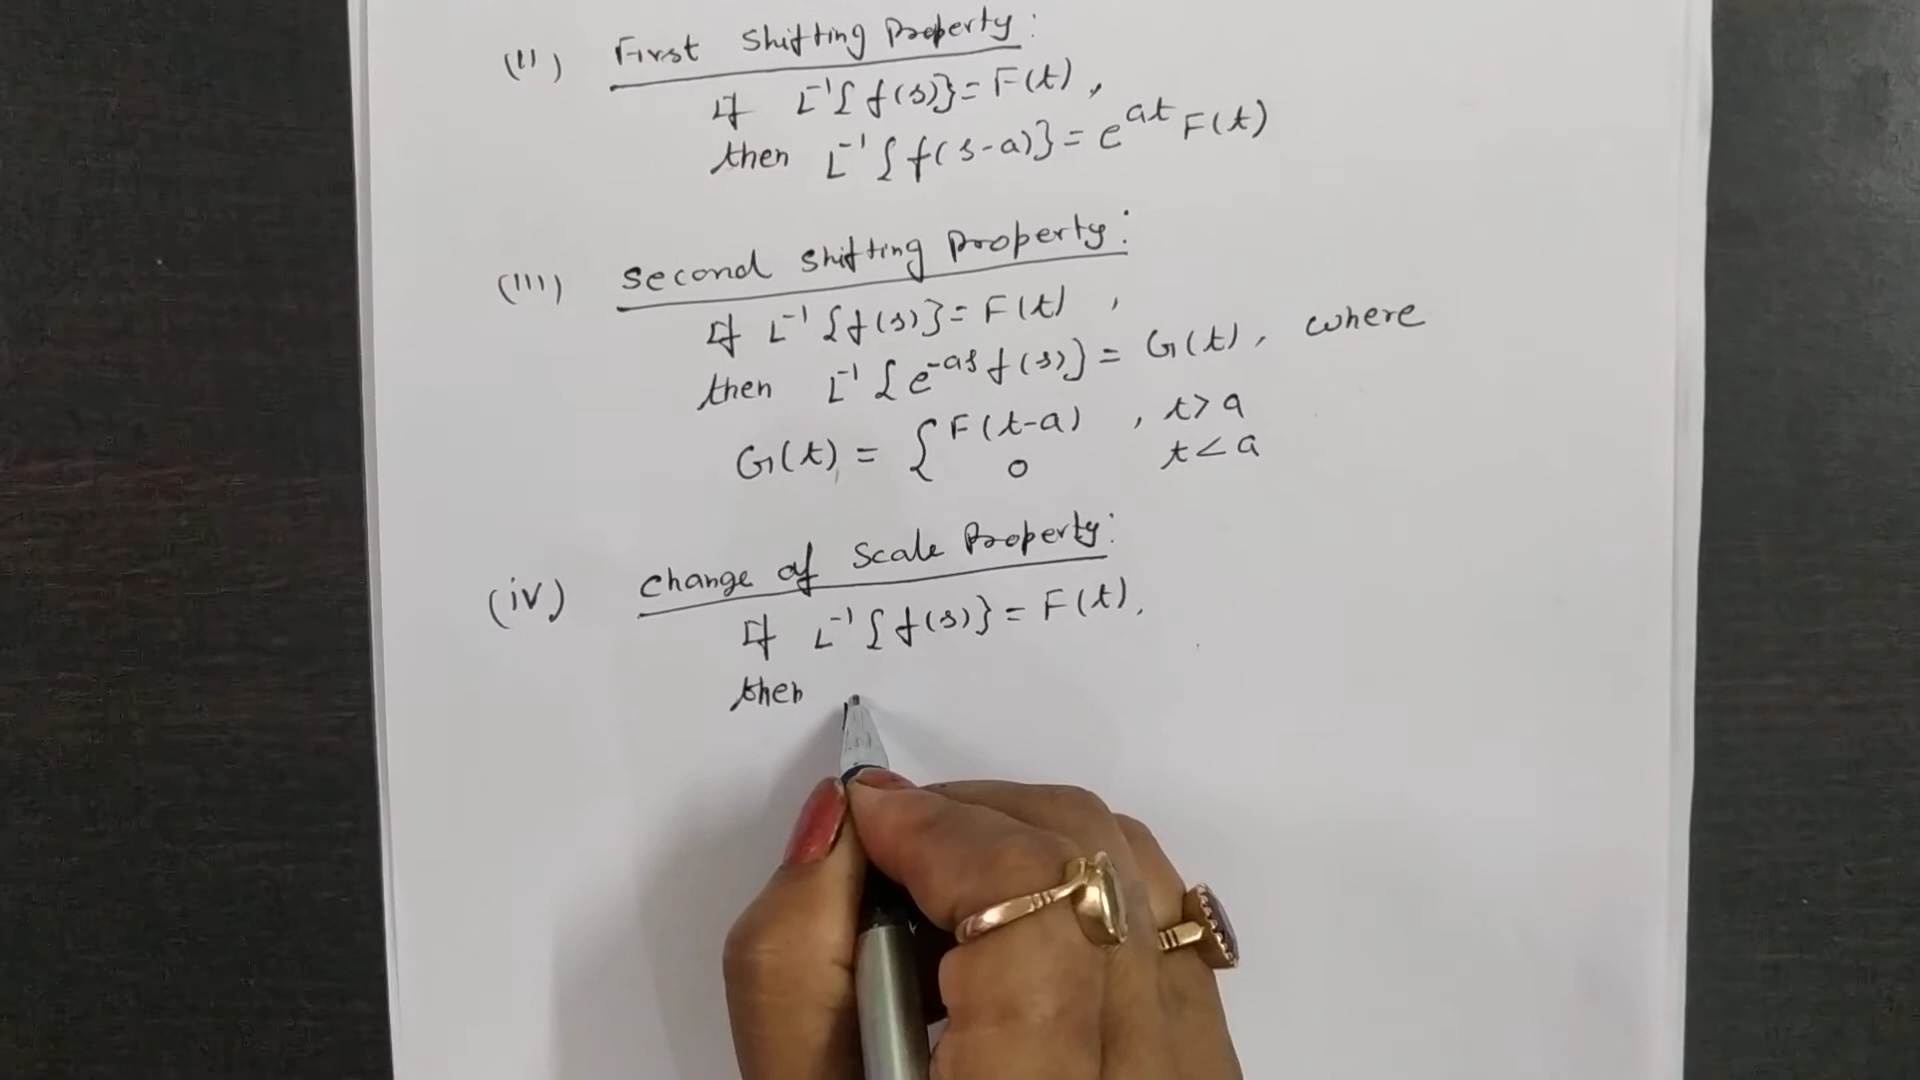 (ii) First Shifting Property:
If L⁻¹{f(s)}=F(t),
then L⁻¹{f(s-a)}=e^{at} F(t)
(iii) Second Shifting Property:
If L⁻¹{f(s)}=F(t),
then L⁻¹{e^{-as} f(s)}=G(t), where
G(t) = { F(t-a) , t>a
0 t<a
(iv) Change of Scale Property:
If L⁻¹{f(s)}=F(t),
then